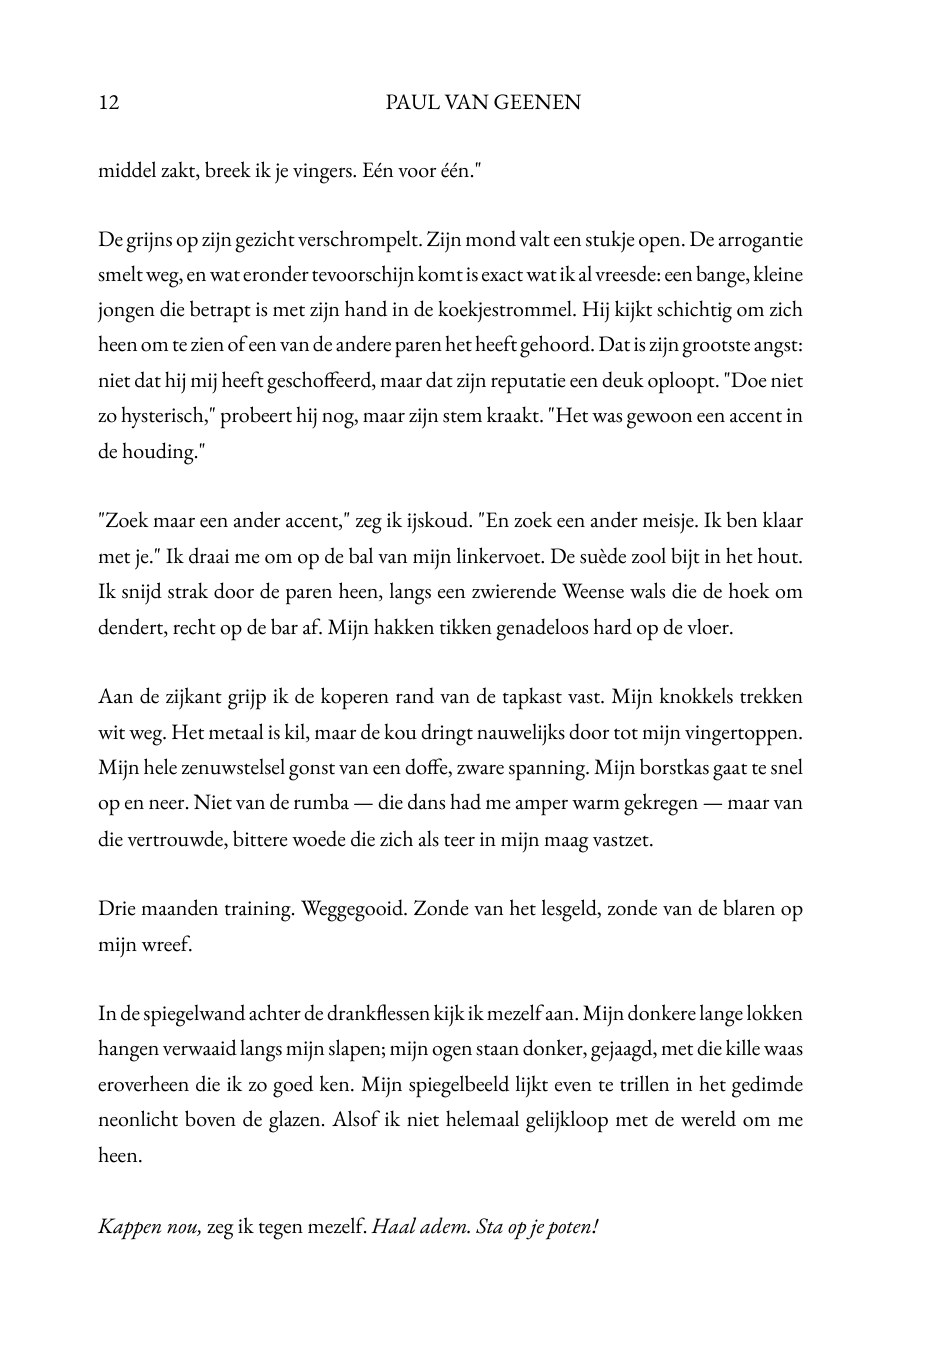 12
PAUL VAN GEENEN
middel zakt, breek ik je vingers. Eén voor één."
De grijns op zijn gezicht verschrompelt. Zijn mond valt een stukje open. De arrogantie
smelt weg, en wat eronder tevoorschijn komt is exact wat ik al vreesde: een bange, kleine
jongen die betrapt is met zijn hand in de koekjestrommel. Hij kijkt schichtig om zich
heen om te zien of een van de andere paren het heeft gehoord. Dat is zijn grootste angst:
niet dat hij mij heeft geschoffeerd, maar dat zijn reputatie een deuk oploopt. "Doe niet
zo hysterisch," probeert hij nog, maar zijn stem kraakt. "Het was gewoon een accent in
de houding."
"Zoek maar een ander accent," zeg ik ijskoud. "En zoek een ander meisje. Ik ben klaar
met je." Ik draai me om op de bal van mijn linkervoet. De suède zool bijt in het hout.
Ik snijd strak door de paren heen, langs een zwierende Weense wals die de hoek om
dendert, recht op de bar af. Mijn hakken tikken genadeloos hard op de vloer.
Aan de zijkant grijp ik de koperen rand van de tapkast vast. Mijn knokkels trekken
wit weg. Het metaal is kil, maar de kou dringt nauwelijks door tot mijn vingertoppen.
Mijn hele zenuwstelsel gonst van een doffe, zware spanning. Mijn borstkas gaat te snel
op en neer. Niet van de rumba — die dans had me amper warm gekregen — maar van
die vertrouwde, bittere woede die zich als teer in mijn maag vastzet.
Drie maanden training. Weggegooid. Zonde van het lesgeld, zonde van de blaren op
mijn wreef.
In de spiegelwand achter de drankflessen kijk ik mezelf aan. Mijn donkere lange lokken
hangen verwaaid langs mijn slapen; mijn ogen staan donker, gejaagd, met die kille waas
eroverheen die ik zo goed ken. Mijn spiegelbeeld lijkt even te trillen in het gedimde
neonlicht boven de glazen. Alsof ik niet helemaal gelijkloop met de wereld om me
heen.
Kappen nou, zeg ik tegen mezelf. Haal adem. Sta op je poten!